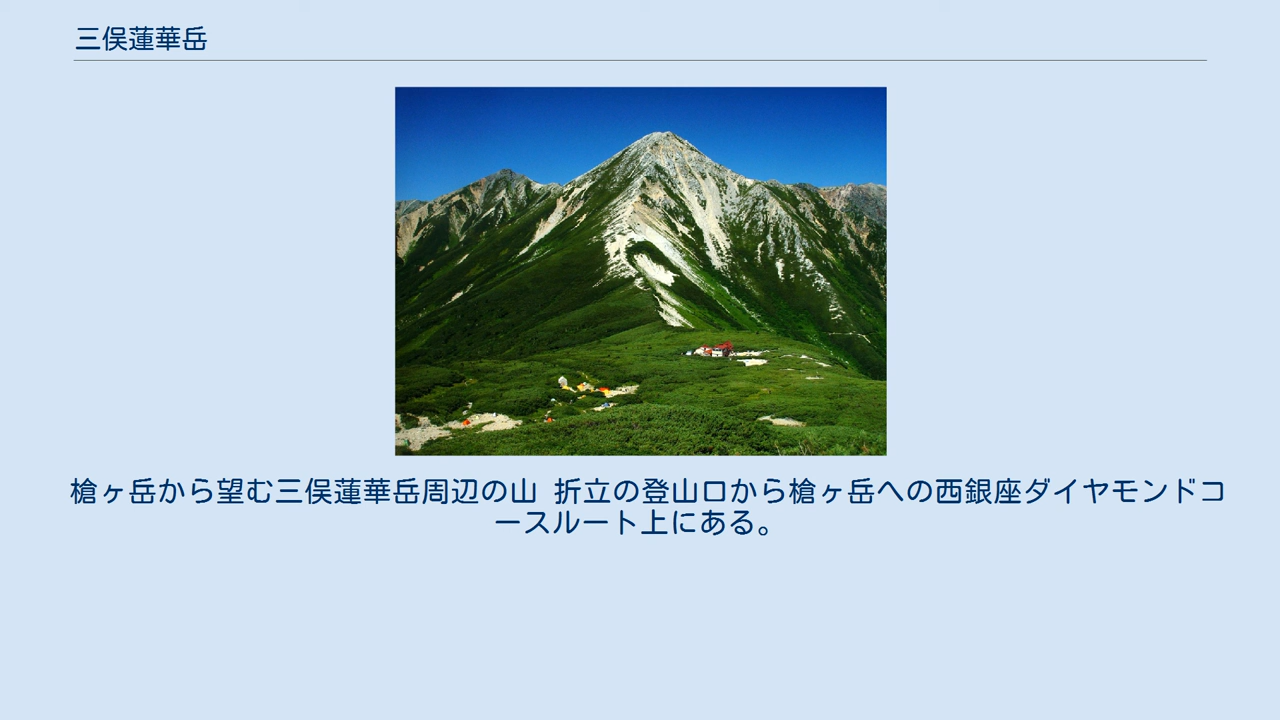 三俣蓮華岳
槍ヶ岳から望む三俣蓮華岳周辺の山 折立の登山口から槍ヶ岳への西銀座ダイヤモンドコ
ースルート上にある。